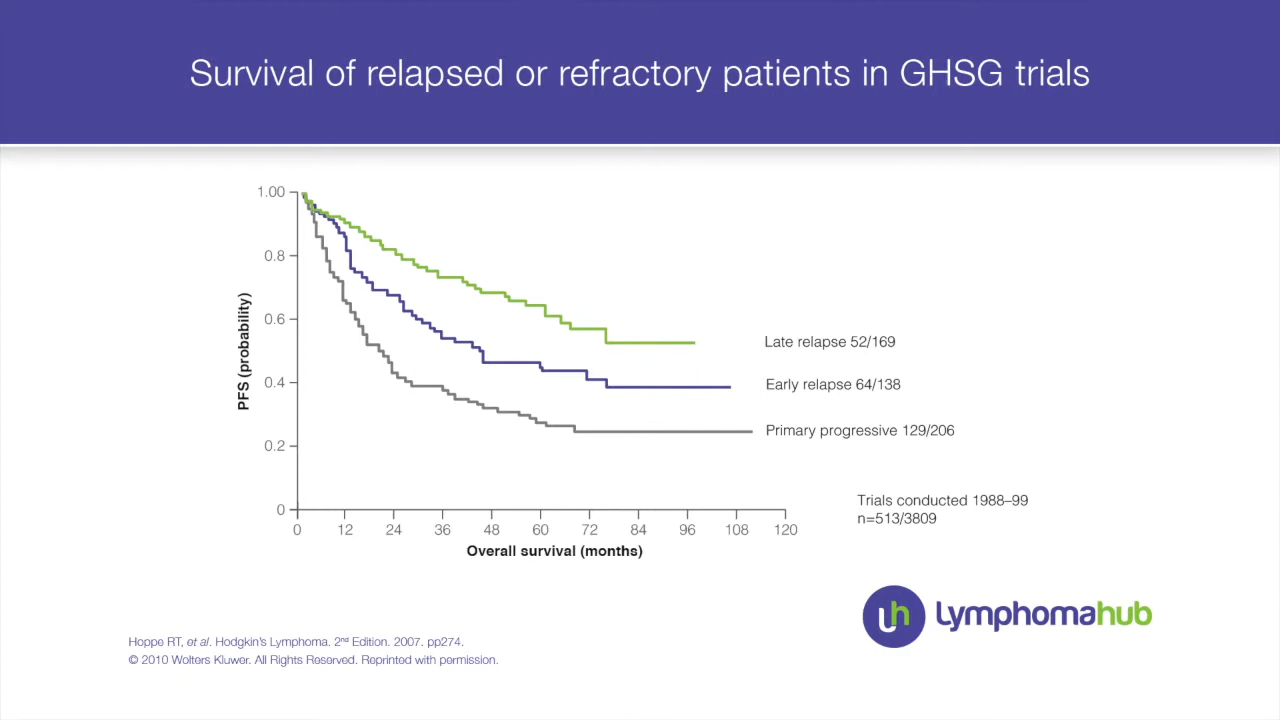 Survival of relapsed or refractory patients in GHSG trials
1.00
0.8
0.6
0.4
0.2
0
PFS (probability)
0 12 24 36 48 60 72 84 96 108 120
Overall survival (months)
Late relapse 52/169
Early relapse 64/138
Primary progressive 129/206
Trials conducted 1988–99
n=513/3809
lh Lymphomahub
Hoppe RT, et al. Hodgkin's Lymphoma. 2nd Edition. 2007. pp274.
© 2010 Wolters Kluwer. All Rights Reserved. Reprinted with permission.